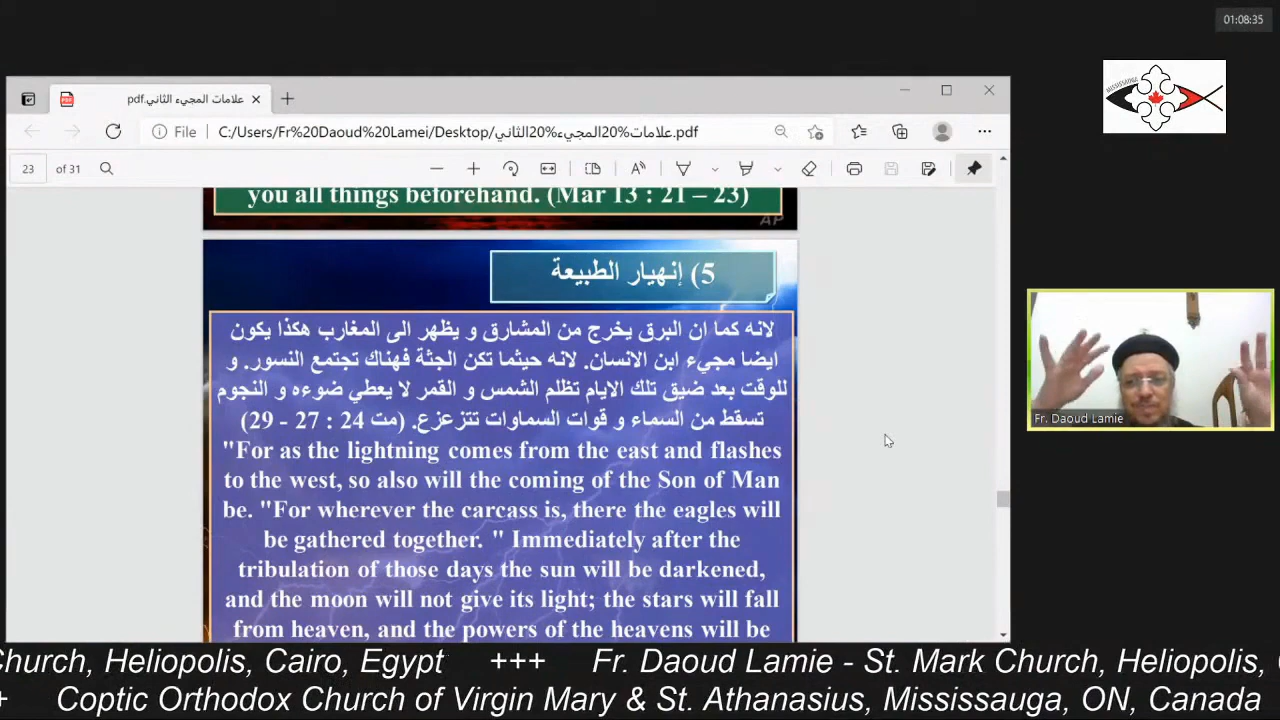 01:08:35
MISSISSAUGA
علامات المجيء الثاني.pdf
File C:/Users/Fr%20Daoud%20Lamei/Desktop/علامات%20المجيء%20الثاني.pdf
23 of 31
you all things beforehand. (Mar 13 : 21 – 23)
AP
5) إنهيار الطبيعة
لانه كما ان البرق يخرج من المشارق و يظهر الى المغارب هكذا يكون
ايضا مجيء ابن الانسان. لانه حيثما تكن الجثة فهناك تجتمع النسور. و
للوقت بعد ضيق تلك الايام تظلم الشمس و القمر لا يعطي ضوءه و النجوم
تسقط من السماء و قوات السماوات تتزعزع. (مت 24 : 27 - 29)
"For as the lightning comes from the east and flashes
to the west, so also will the coming of the Son of Man
be. "For wherever the carcass is, there the eagles will
be gathered together. " Immediately after the
tribulation of those days the sun will be darkened,
and the moon will not give its light; the stars will fall
from heaven, and the powers of the heavens will be
Fr. Daoud Lamie
Church, Heliopolis, Cairo, Egypt +++ Fr. Daoud Lamie - St. Mark Church, Heliopolis,
+ Coptic Orthodox Church of Virgin Mary & St. Athanasius, Mississauga, ON, Canada